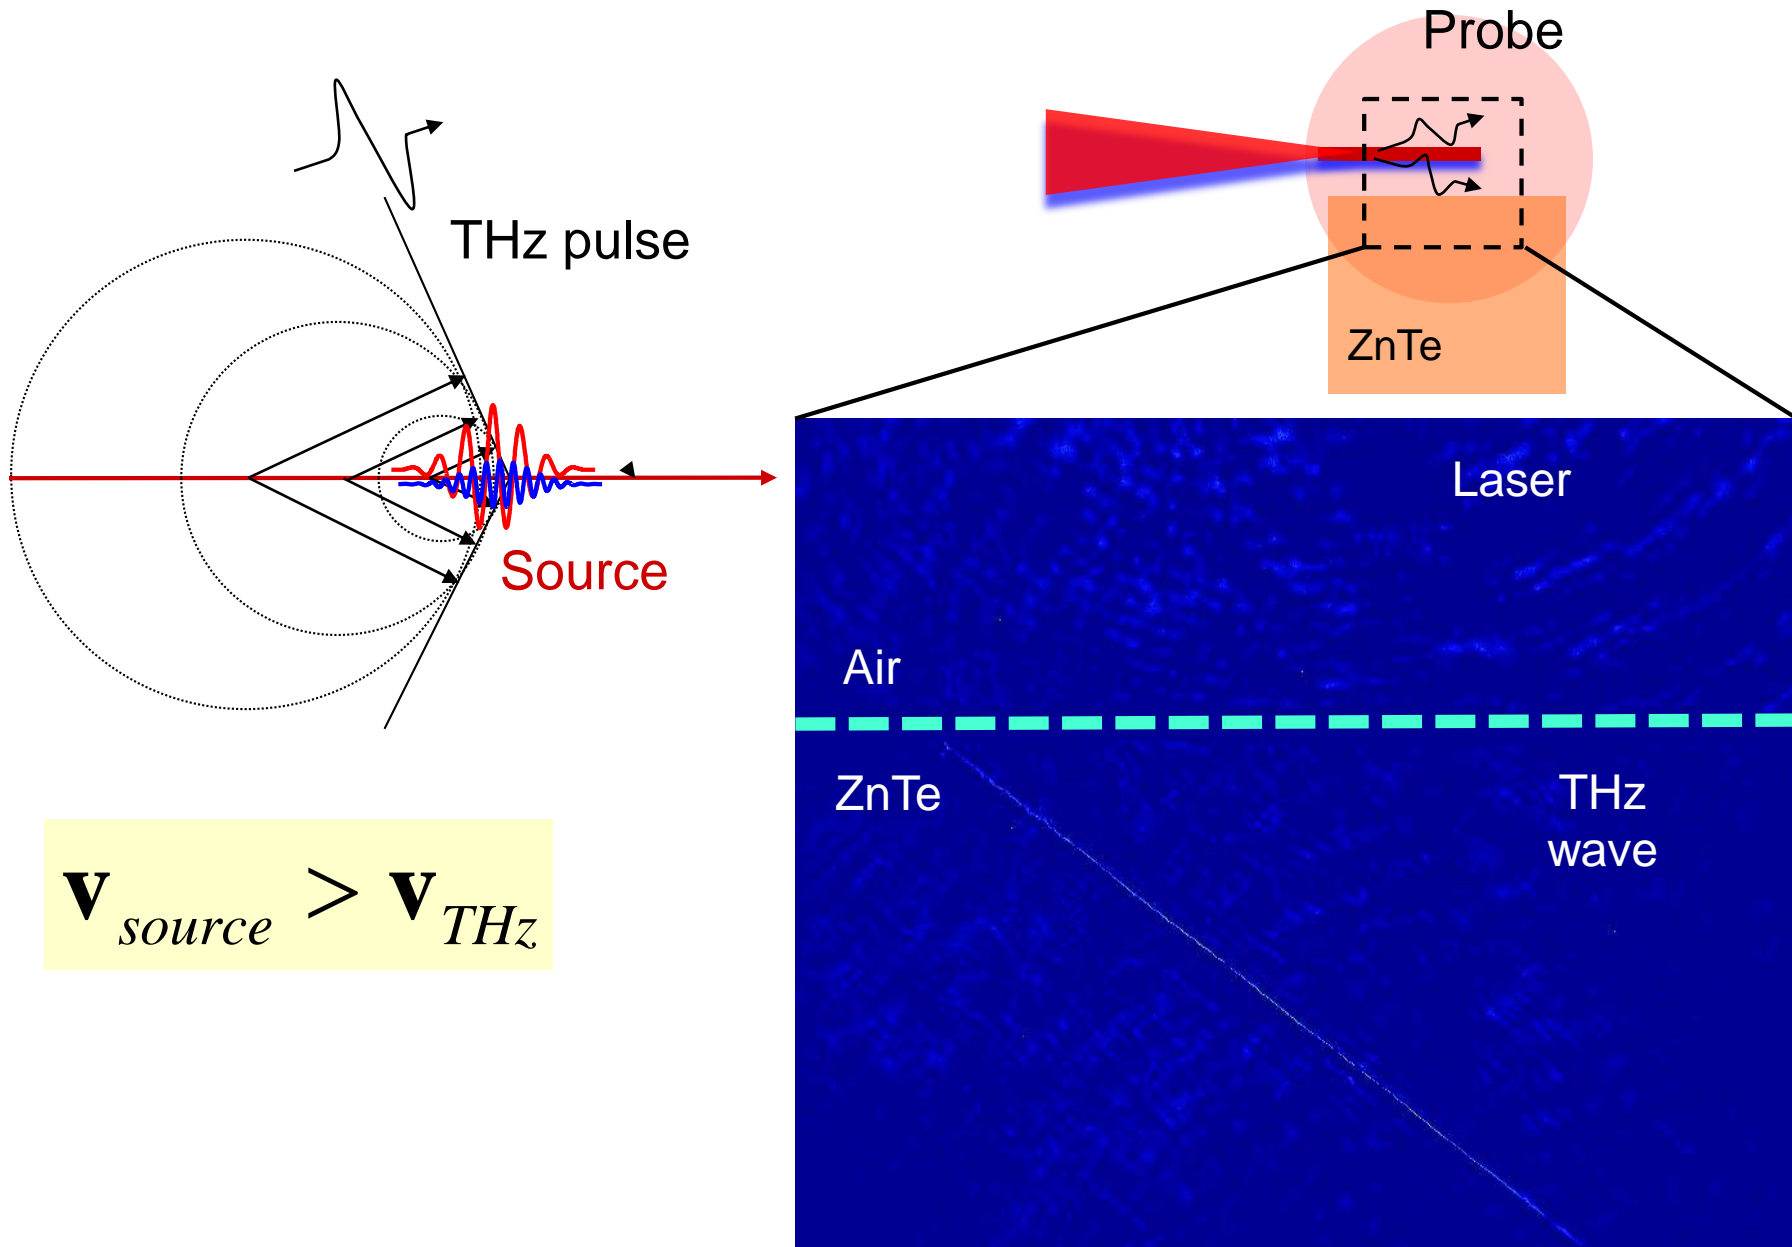 Probe
THz pulse
ZnTe
Source
Laser
Air
ZnTe
THz
wave
v source > v THz